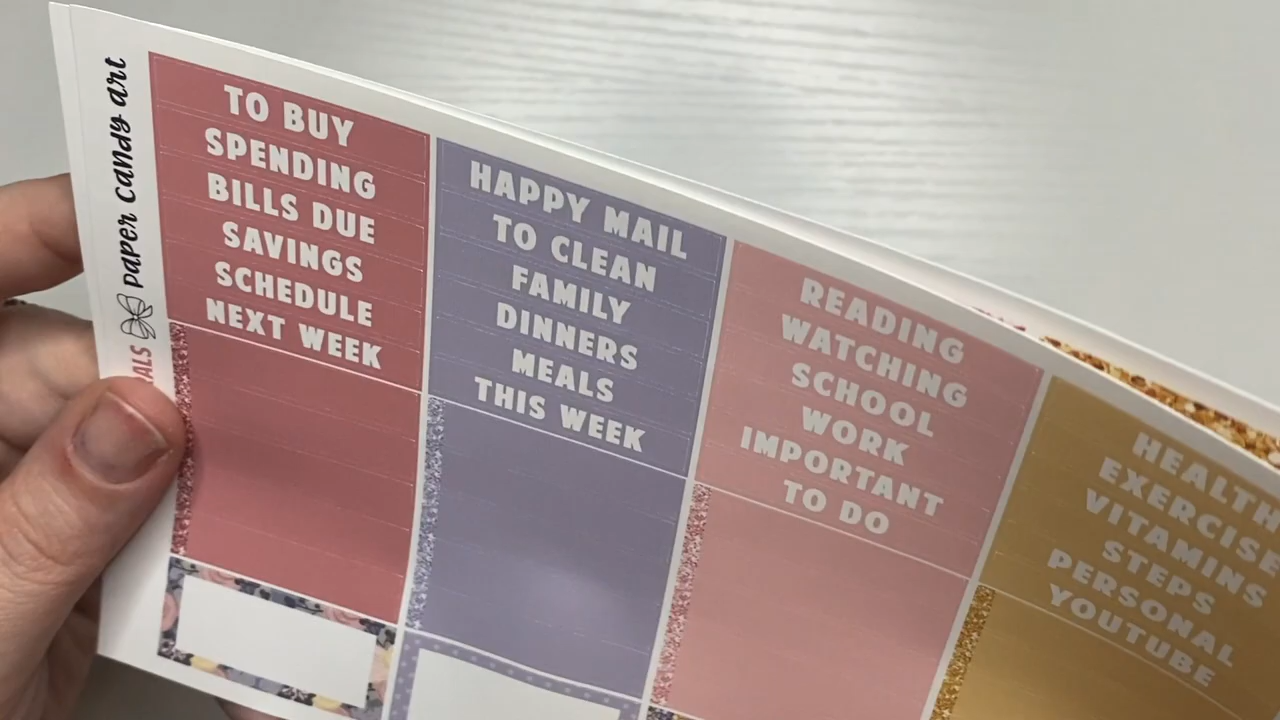 paper candy art
ALS
TO BUY
SPENDING
BILLS DUE
SAVINGS
SCHEDULE
NEXT WEEK
HAPPY MAIL
TO CLEAN
FAMILY
DINNERS
MEALS
THIS WEEK
READING
WATCHING
SCHOOL
WORK
IMPORTANT
TO DO
HEALTH
EXERCISE
VITAMINS
STEPS
PERSONAL
YOUTUBE